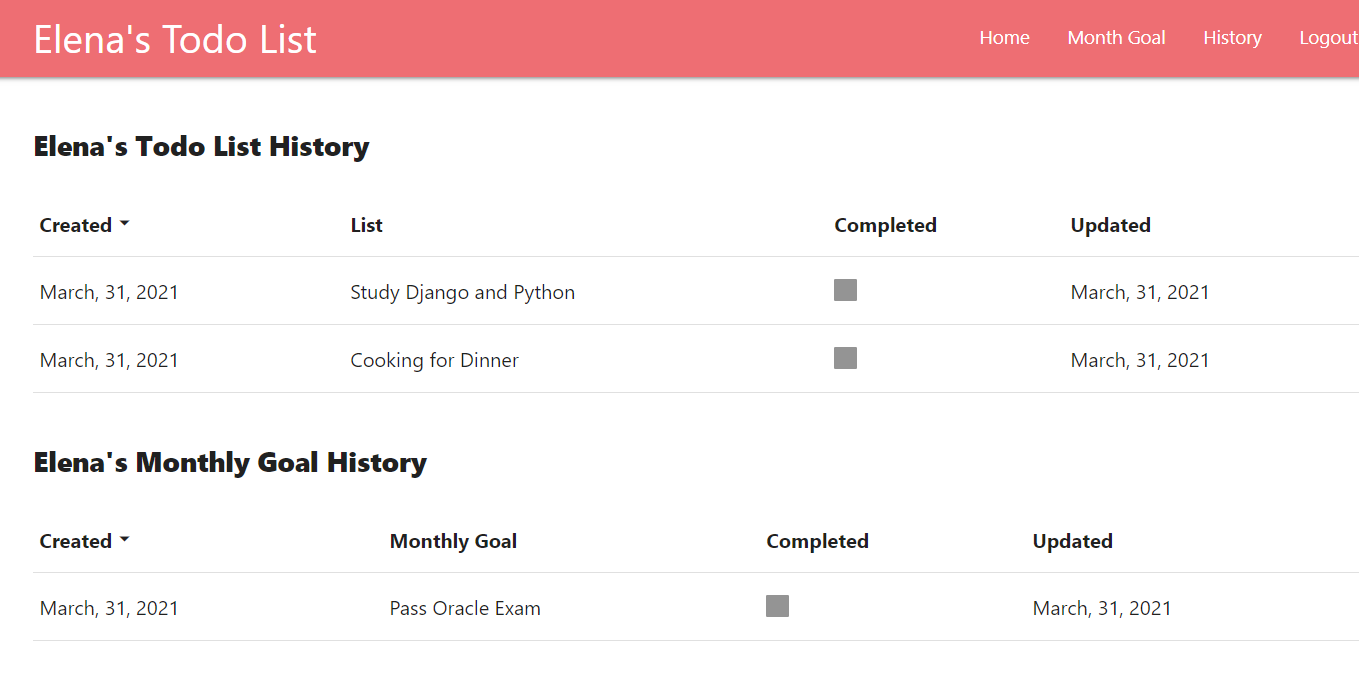 Elena's Todo List Home Month Goal History Logout
Elena's Todo List History
Created List Completed Updated
March, 31, 2021 Study Django and Python March, 31, 2021
March, 31, 2021 Cooking for Dinner March, 31, 2021
Elena's Monthly Goal History
Created Monthly Goal Completed Updated
March, 31, 2021 Pass Oracle Exam March, 31, 2021